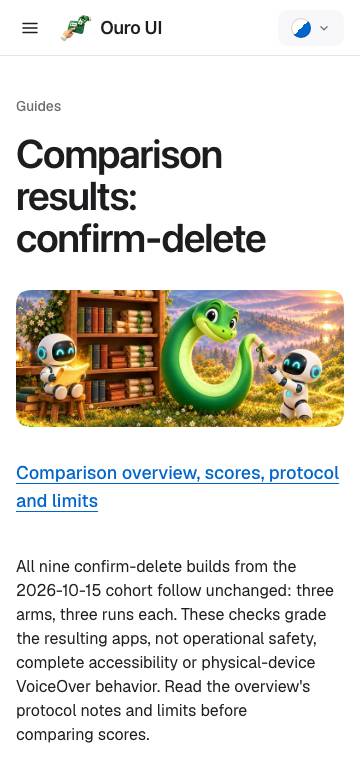 Ouro UI
Guides
Comparison
results:
confirm-delete
Comparison overview, scores, protocol
and limits
All nine confirm-delete builds from the
2026-10-15 cohort follow unchanged: three
arms, three runs each. These checks grade
the resulting apps, not operational safety,
complete accessibility or physical-device
VoiceOver behavior. Read the overview's
protocol notes and limits before
comparing scores.